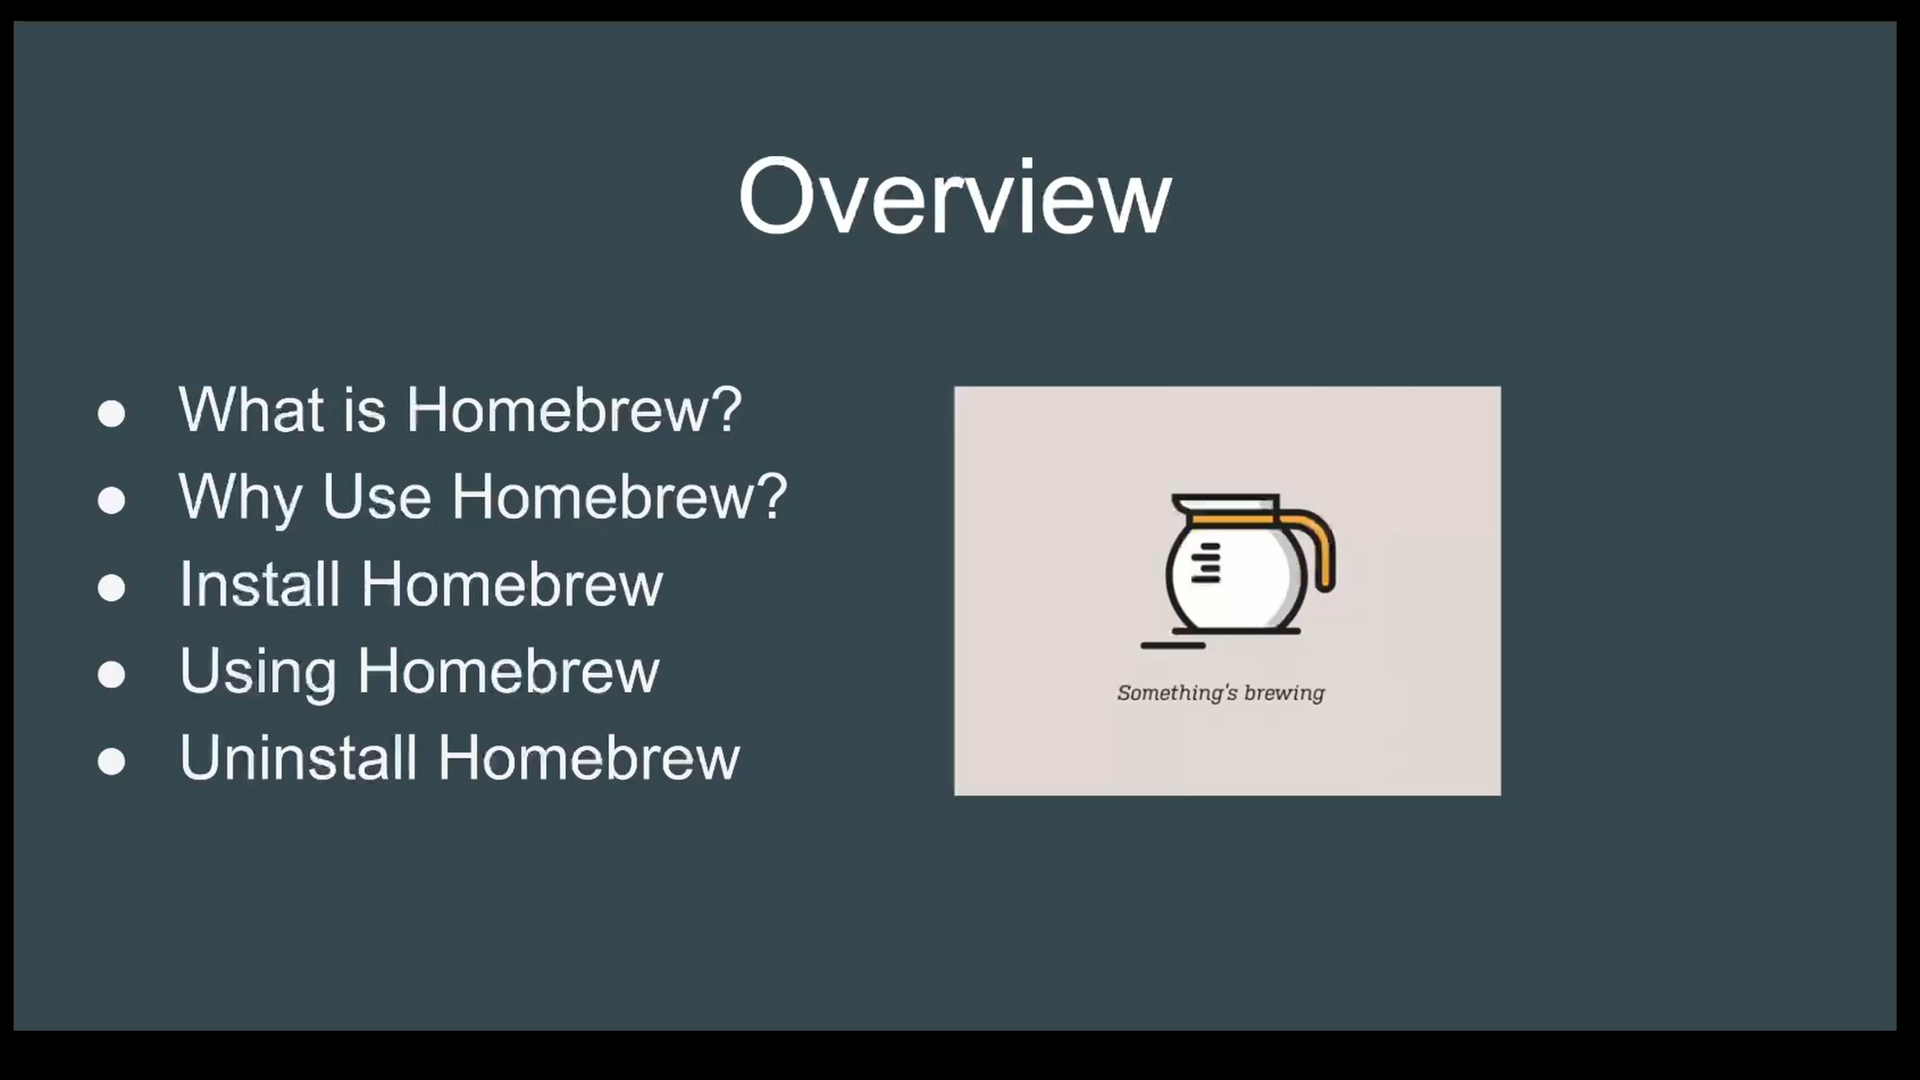 Overview
● What is Homebrew?
● Why Use Homebrew?
● Install Homebrew
● Using Homebrew
● Uninstall Homebrew
Something's brewing